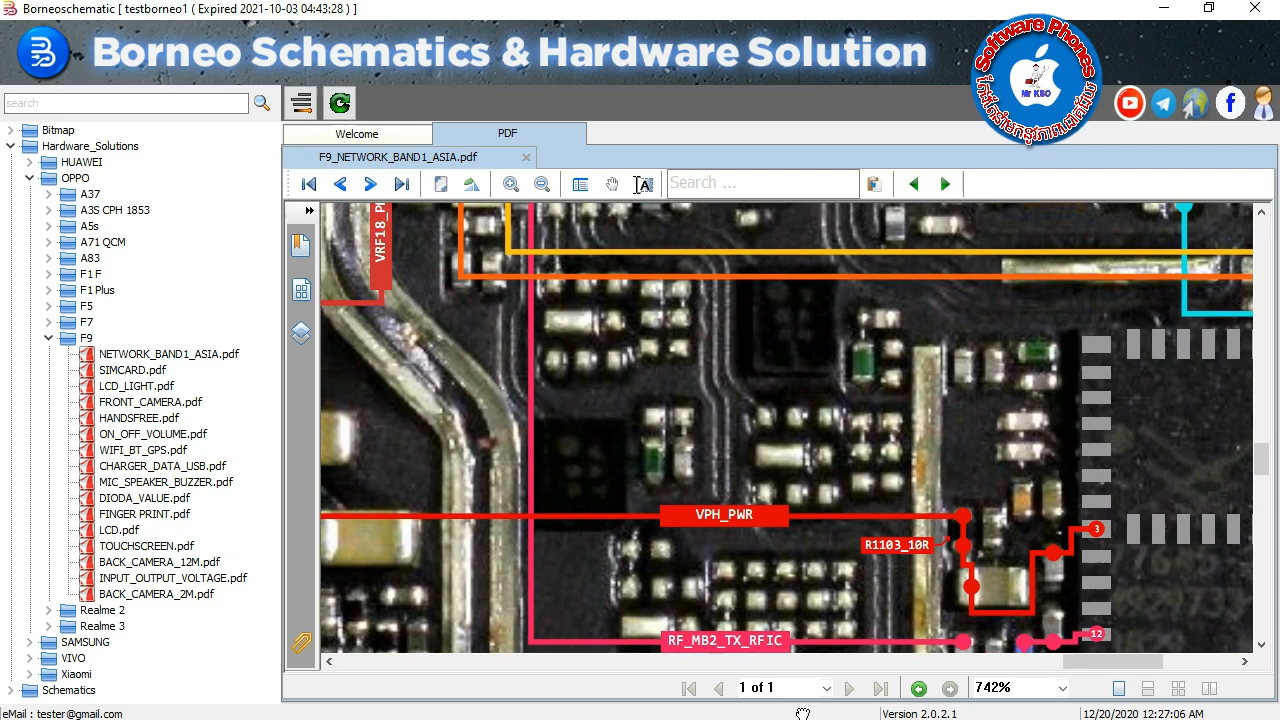 Borneoschematic [ testborneo1 ( Expired 2021-10-03 04:43:28 ) ]
Borneo Schematics & Hardware Solution
Software Phones
Mr KBO
search
Welcome
PDF
F9_NETWORK_BAND1_ASIA.pdf
Search ...
Bitmap
Hardware_Solutions
HUAWEI
OPPO
A37
A3S CPH 1853
A5s
A71 QCM
A83
F1 F
F1 Plus
F5
F7
F9
NETWORK_BAND1_ASIA.pdf
SIMCARD.pdf
LCD_LIGHT.pdf
FRONT_CAMERA.pdf
HANDSFREE.pdf
ON_OFF_VOLUME.pdf
WIFI_BT_GPS.pdf
CHARGER_DATA_USB.pdf
MIC_SPEAKER_BUZZER.pdf
DIODA_VALUE.pdf
FINGER PRINT.pdf
LCD.pdf
TOUCHSCREEN.pdf
BACK_CAMERA_12M.pdf
INPUT_OUTPUT_VOLTAGE.pdf
BACK_CAMERA_2M.pdf
Realme 2
Realme 3
SAMSUNG
VIVO
Xiaomi
Schematics
VPH_PWR
R1103_10R
3
RF_MB2_TX_RFIC
12
1 of 1
742%
eMail : tester@gmail.com
Version 2.0.2.1
12/20/2020 12:27:06 AM